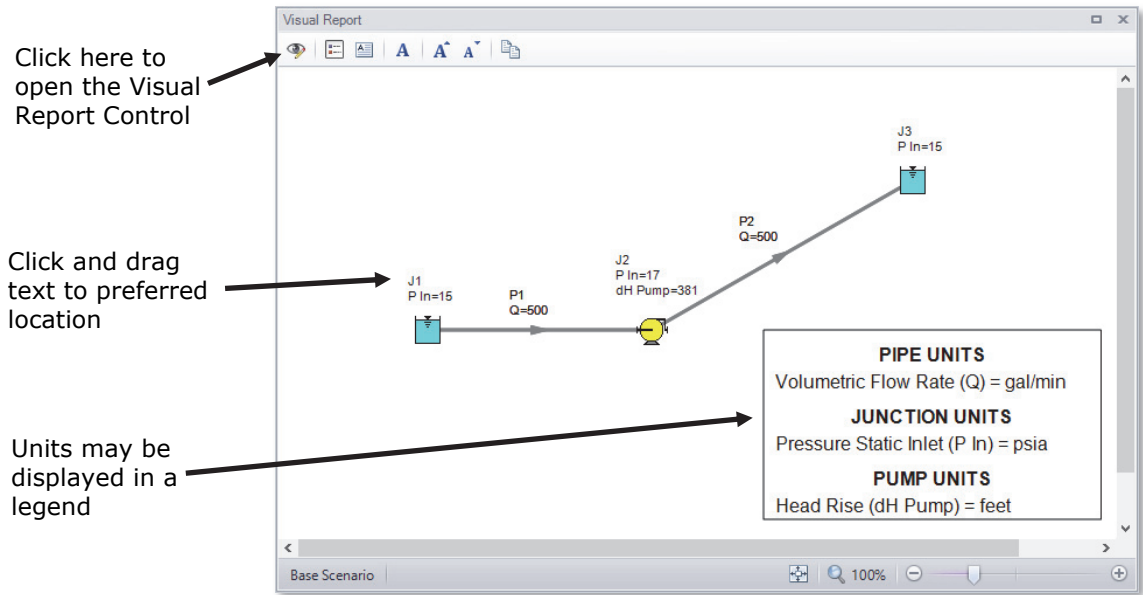 Visual Report
Click here to
open the Visual
Report Control
A A A
J3
P In=15
P2
Q=500
Click and drag
text to preferred
location
J2
P In=17
dH Pump=381
J1
P In=15
P1
Q=500
PIPE UNITS
Volumetric Flow Rate (Q) = gal/min
JUNCTION UNITS
Pressure Static Inlet (P In) = psia
PUMP UNITS
Head Rise (dH Pump) = feet
Units may be
displayed in a
legend
Base Scenario
100%